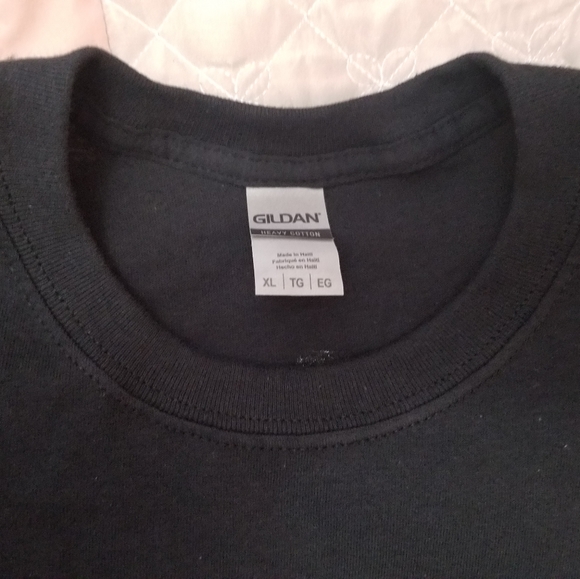 GILDAN®
HEAVY COTTON
Made in Haiti
Fabriqué en Haïti
Hecho en Haití
XL | TG | EG